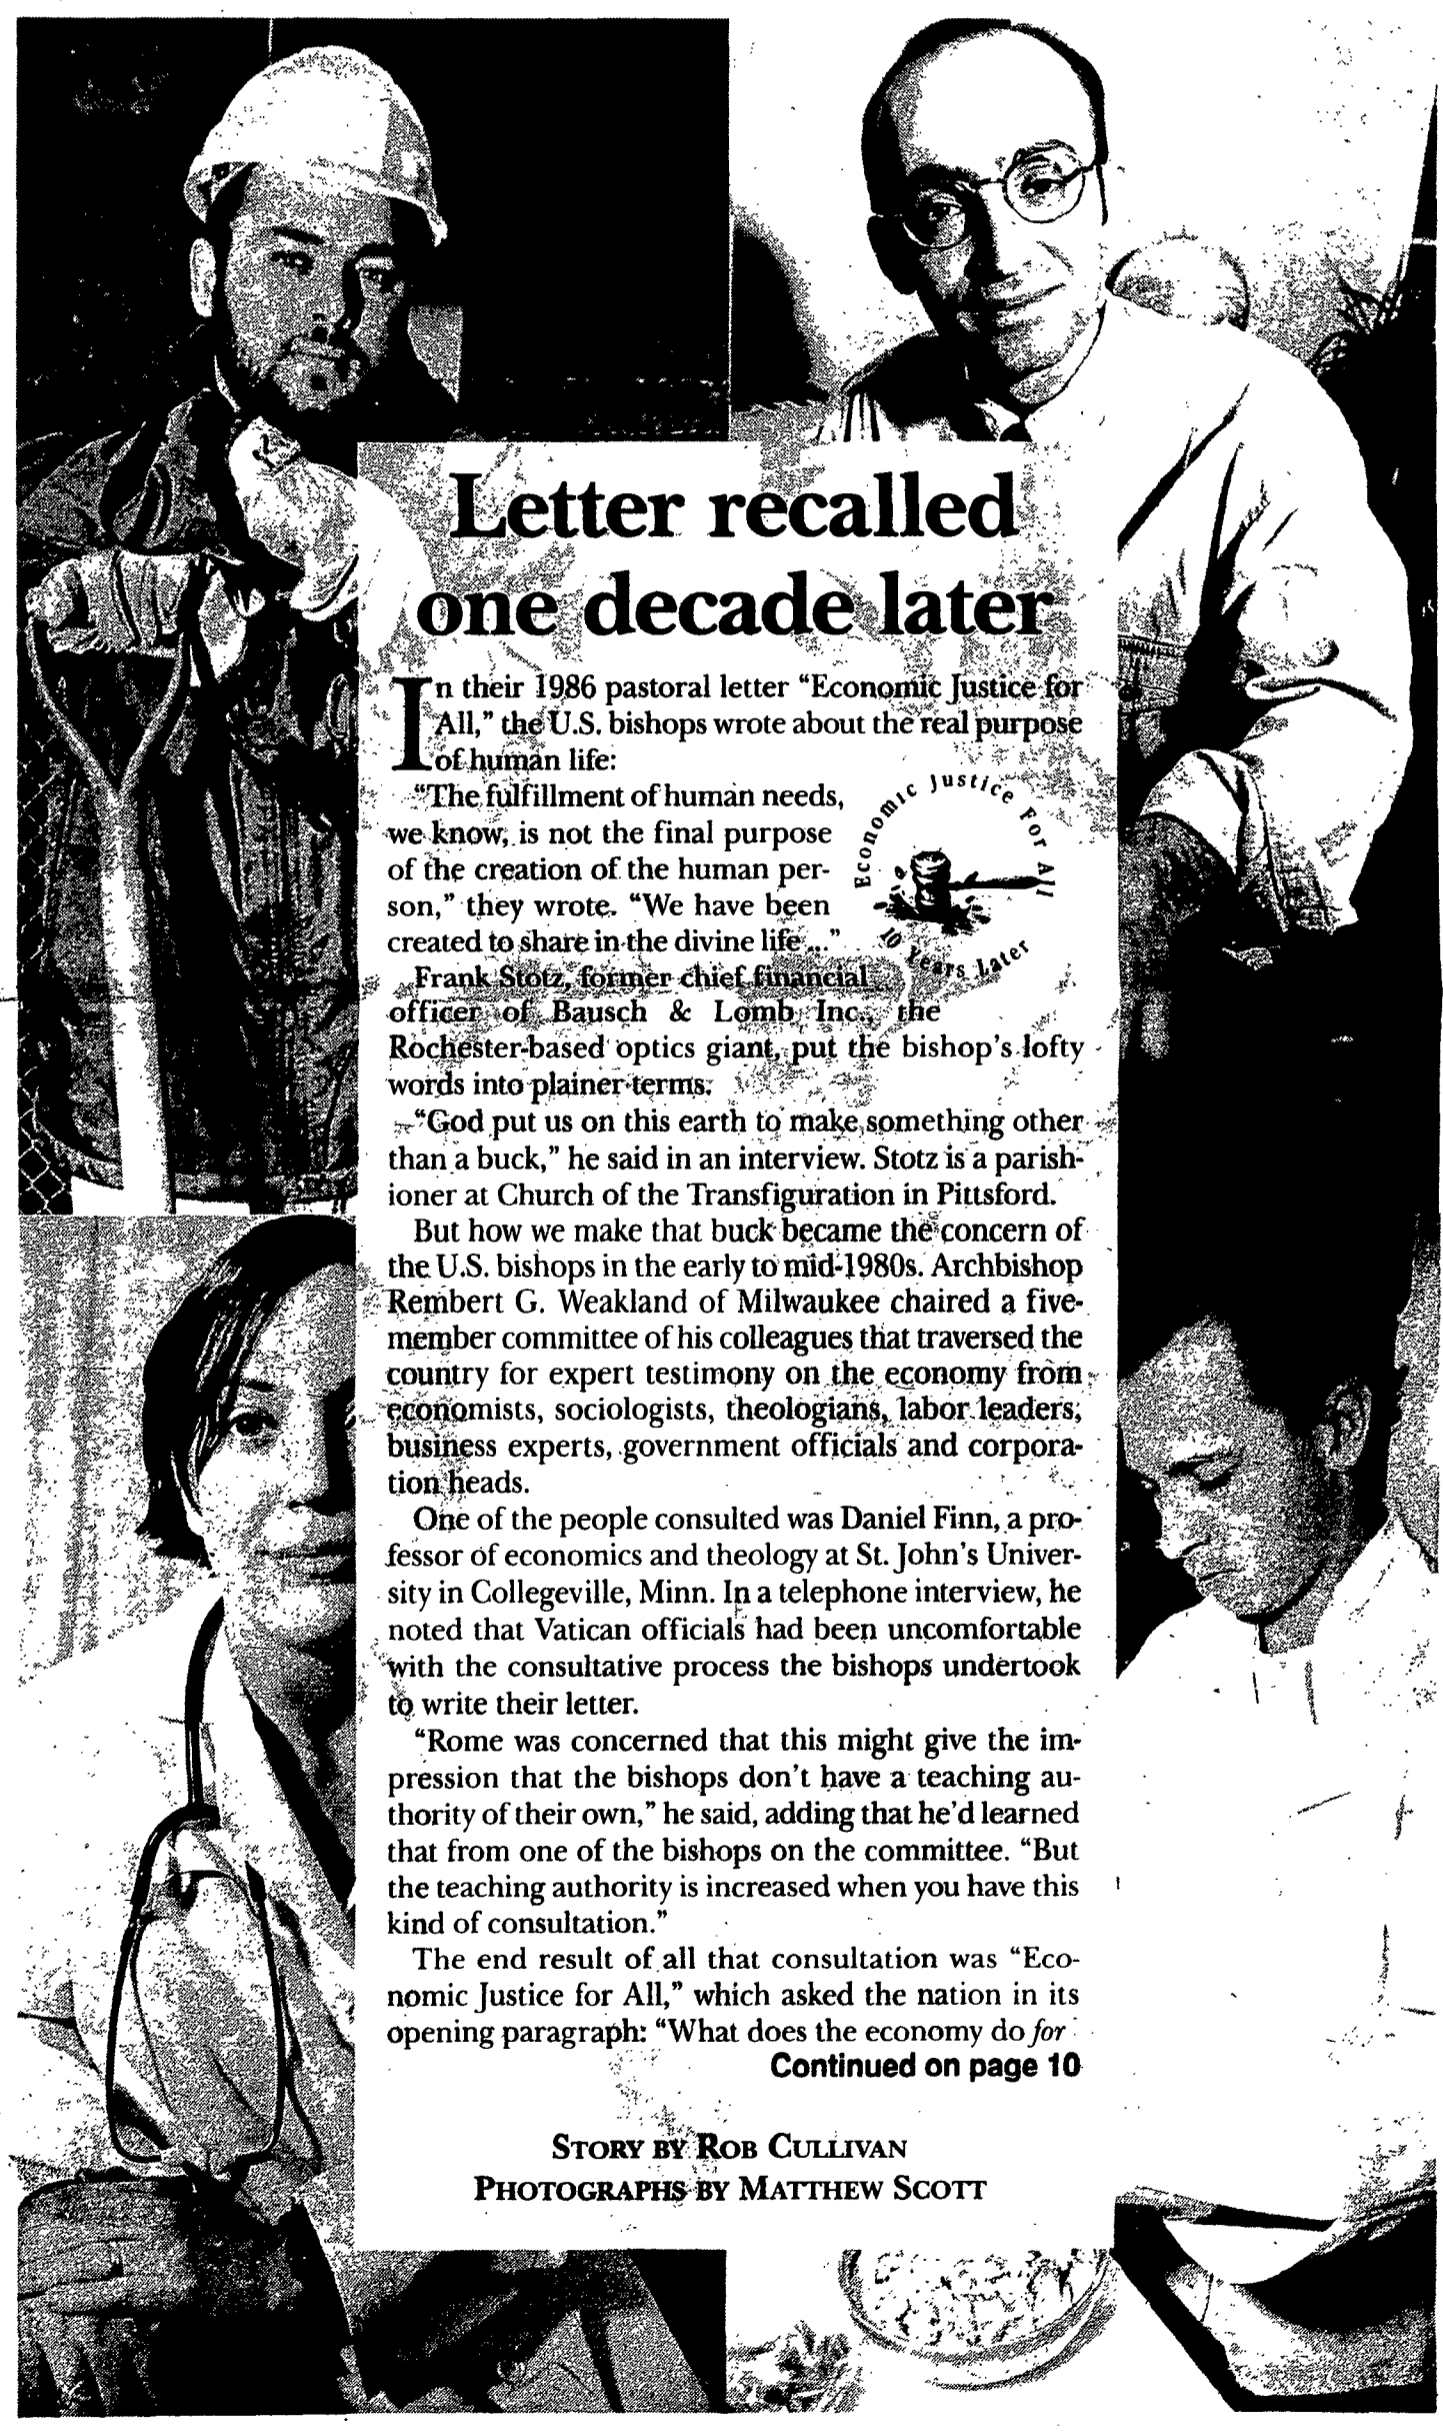 Letter recalled
one decade later
In their 1986 pastoral letter “Economic Justice for
All,” the U.S. bishops wrote about the real purpose
of human life:
“The fulfillment of human needs,
we know, is not the final purpose
of the creation of the human per-
son,” they wrote. “We have been
created to share in the divine life ...”
Economic Justice For All
10 Years Later
Frank Stotz, former chief financial
officer of Bausch & Lomb Inc., the
Rochester-based optics giant, put the bishop's lofty
words into plainer terms:
“God put us on this earth to make something other
than a buck,” he said in an interview. Stotz is a parish-
ioner at Church of the Transfiguration in Pittsford.
But how we make that buck became the concern of
the U.S. bishops in the early to mid-1980s. Archbishop
Rembert G. Weakland of Milwaukee chaired a five-
member committee of his colleagues that traversed the
country for expert testimony on the economy from
economists, sociologists, theologians, labor leaders,
business experts, government officials and corpora-
tion heads.
One of the people consulted was Daniel Finn, a pro-
fessor of economics and theology at St. John's Univer-
sity in Collegeville, Minn. In a telephone interview, he
noted that Vatican officials had been uncomfortable
with the consultative process the bishops undertook
to write their letter.
“Rome was concerned that this might give the im-
pression that the bishops don't have a teaching au-
thority of their own,” he said, adding that he'd learned
that from one of the bishops on the committee. “But
the teaching authority is increased when you have this
kind of consultation.”
The end result of all that consultation was “Eco-
nomic Justice for All,” which asked the nation in its
opening paragraph: “What does the economy do for
Continued on page 10
STORY BY ROB CULLIVAN
PHOTOGRAPHS BY MATTHEW SCOTT